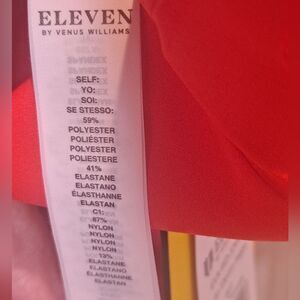 ELEVEN
BY VENUS WILLIAMS
SELF:
YO:
SOI:
SE STESSO:
59%
POLYESTER
POLIÉSTER
POLYESTER
POLIESTERE
41%
ELASTANE
ELASTANO
ÉLASTHANNE
ELASTAN
C1:
87%
NYLON
NYLON
NYLON
NYLON
13%
ELASTANE
ELASTANO
ÉLASTHANNE
ELASTAN